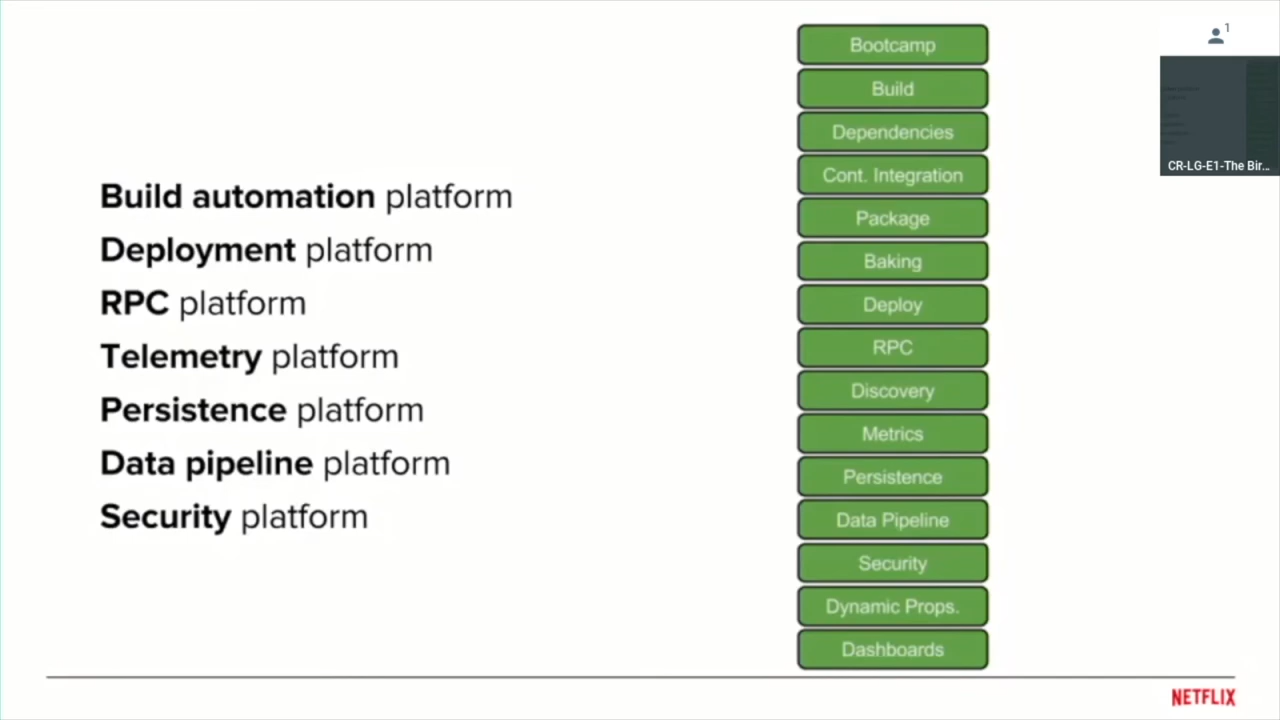 Build automation platform
Deployment platform
RPC platform
Telemetry platform
Persistence platform
Data pipeline platform
Security platform
Bootcamp
Build
Dependencies
Cont. Integration
Package
Baking
Deploy
RPC
Discovery
Metrics
Persistence
Data Pipeline
Security
Dynamic Props.
Dashboards
1
CR-LG-E1-The Bir...
NETFLIX